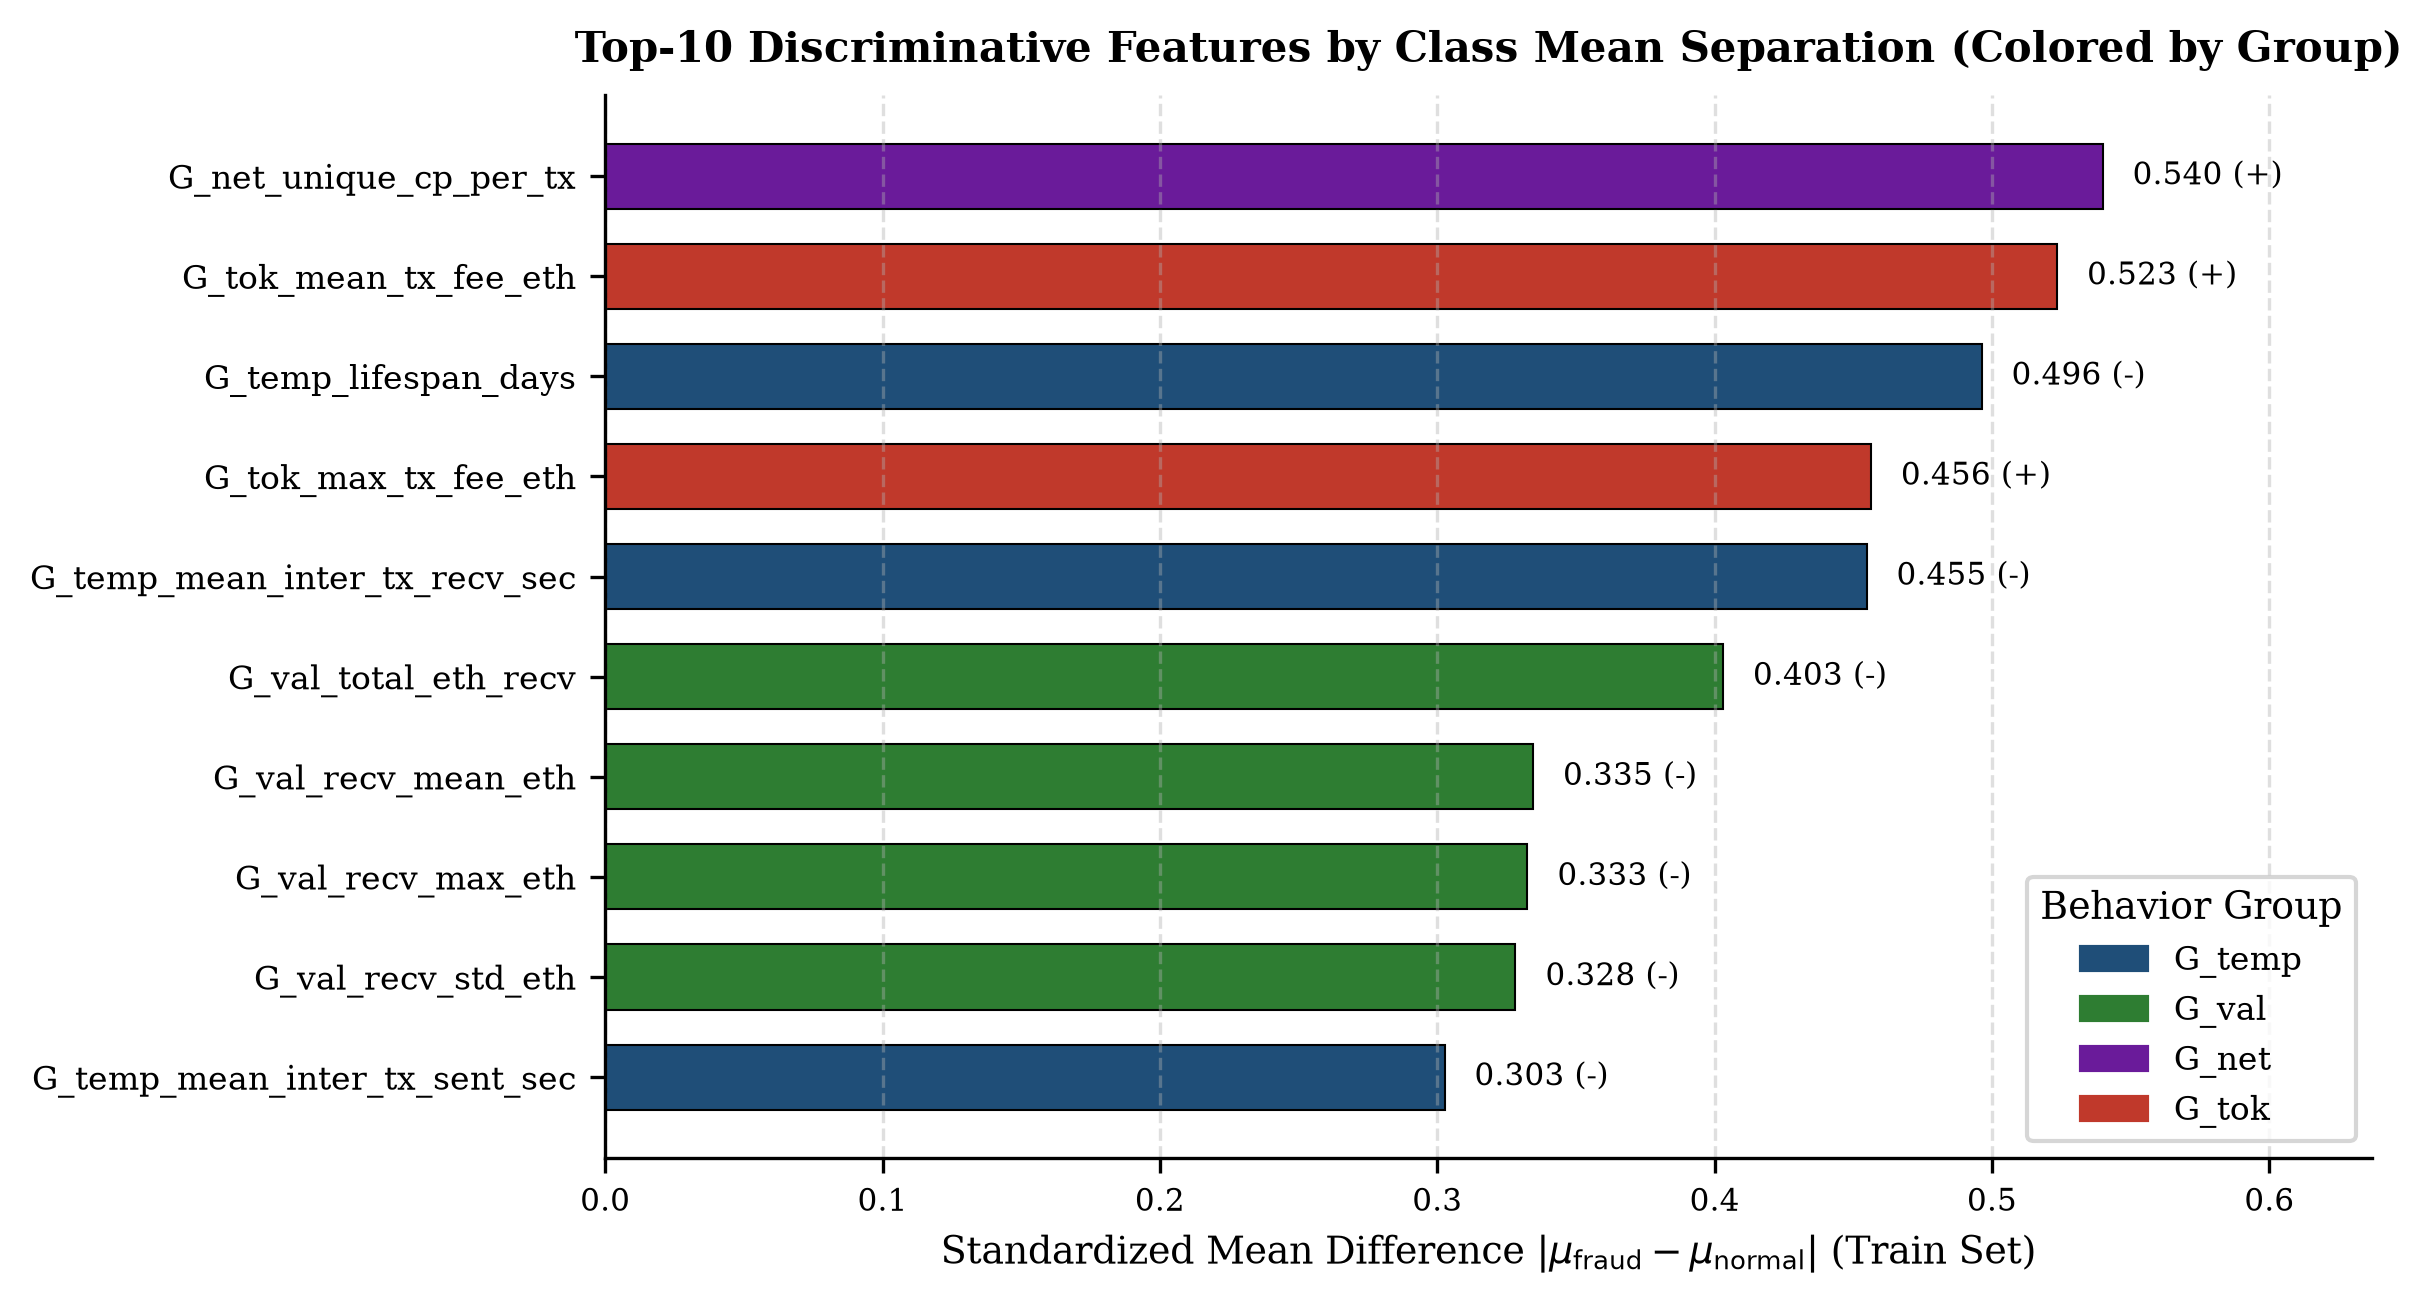 Top-10 Discriminative Features by Class Mean Separation (Colored by Group)
G_net_unique_cp_per_tx 0.540 (+)
G_tok_mean_tx_fee_eth 0.523 (+)
G_temp_lifespan_days 0.496 (-)
G_tok_max_tx_fee_eth 0.456 (+)
G_temp_mean_inter_tx_recv_sec 0.455 (-)
G_val_total_eth_recv 0.403 (-)
G_val_recv_mean_eth 0.335 (-)
G_val_recv_max_eth 0.333 (-)
G_val_recv_std_eth 0.328 (-)
G_temp_mean_inter_tx_sent_sec 0.303 (-)
Behavior Group
G_temp
G_val
G_net
G_tok
0.0 0.1 0.2 0.3 0.4 0.5 0.6
Standardized Mean Difference |μfraud − μnormal| (Train Set)